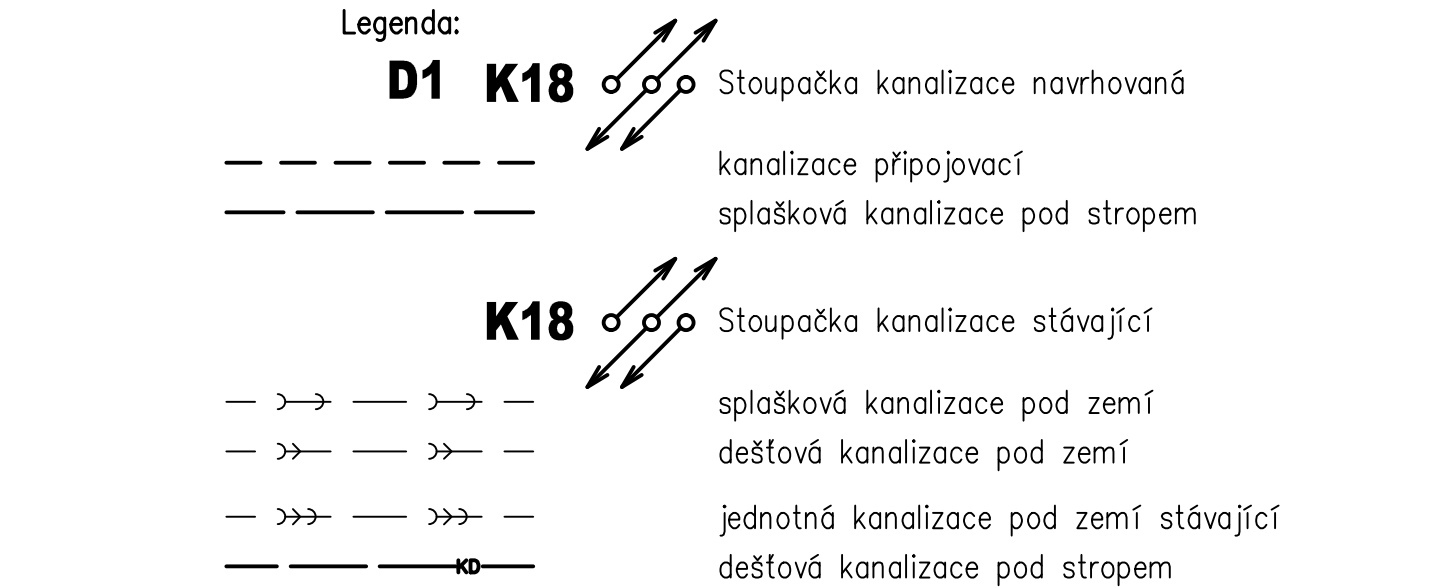 Legenda:
D1 K18 Stoupačka kanalizace navrhovaná
kanalizace připojovací
splašková kanalizace pod stropem
K18 Stoupačka kanalizace stávající
splašková kanalizace pod zemí
dešťová kanalizace pod zemí
jednotná kanalizace pod zemí stávající
KD dešťová kanalizace pod stropem